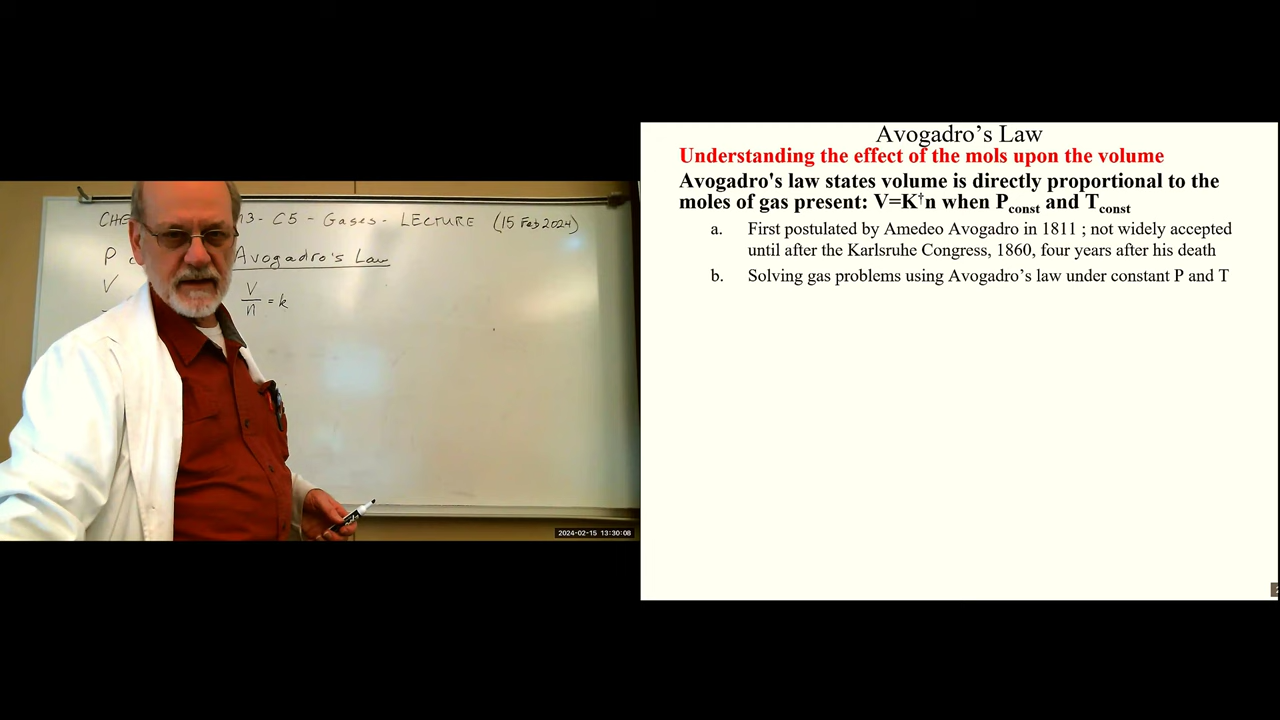 CHE
13- C5 - Gases- LECTURE (15 Feb 2024)
P
Avogadro's Law
V
V
n
= k
2024-02-15 13:30:08
Avogadro’s Law
Understanding the effect of the mols upon the volume
Avogadro's law states volume is directly proportional to the
moles of gas present: V=K†n when Pconst and Tconst
a. First postulated by Amedeo Avogadro in 1811 ; not widely accepted
until after the Karlsruhe Congress, 1860, four years after his death
b. Solving gas problems using Avogadro’s law under constant P and T